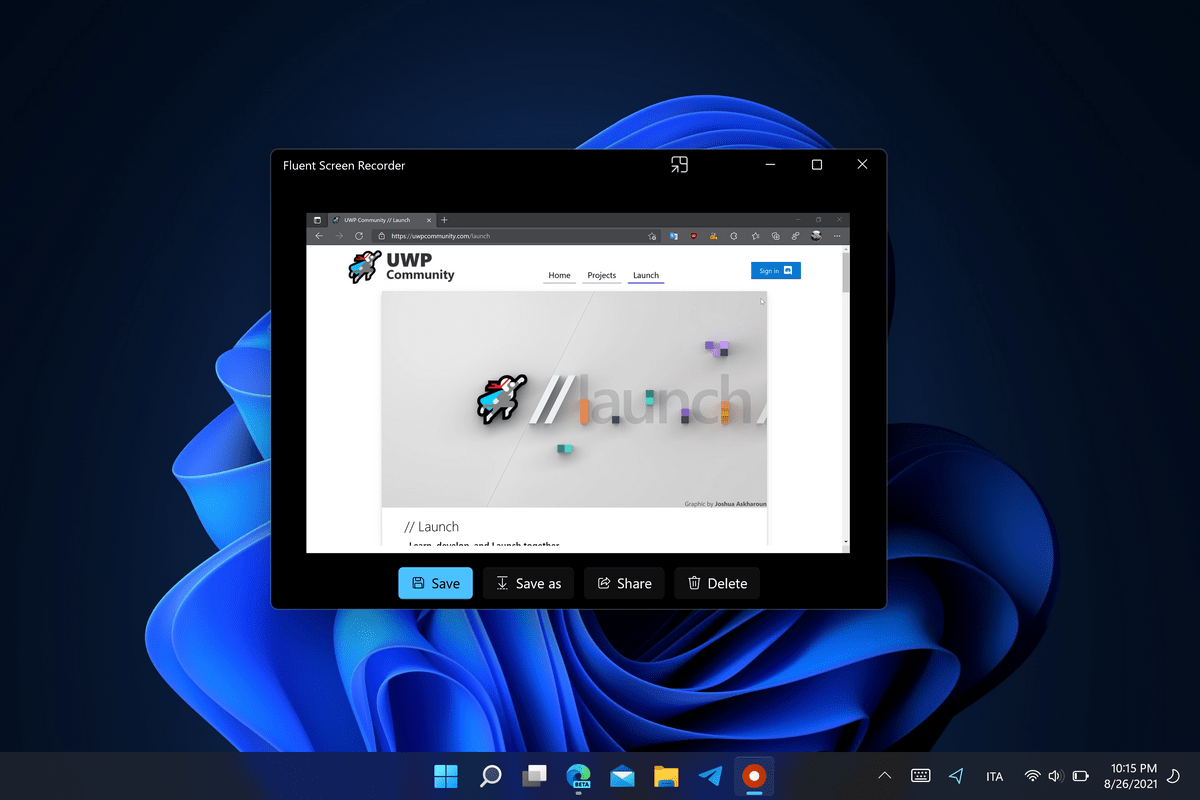 Fluent Screen Recorder
UWP Community // Launch
https://uwpcommunity.com/launch
UWP
Community
Home Projects Launch
Sign in
//launch
Graphic by Joshua Askharoun
// Launch
Learn, develop, and Launch together
Save Save as Share Delete
BETA
ITA
10:15 PM
8/26/2021